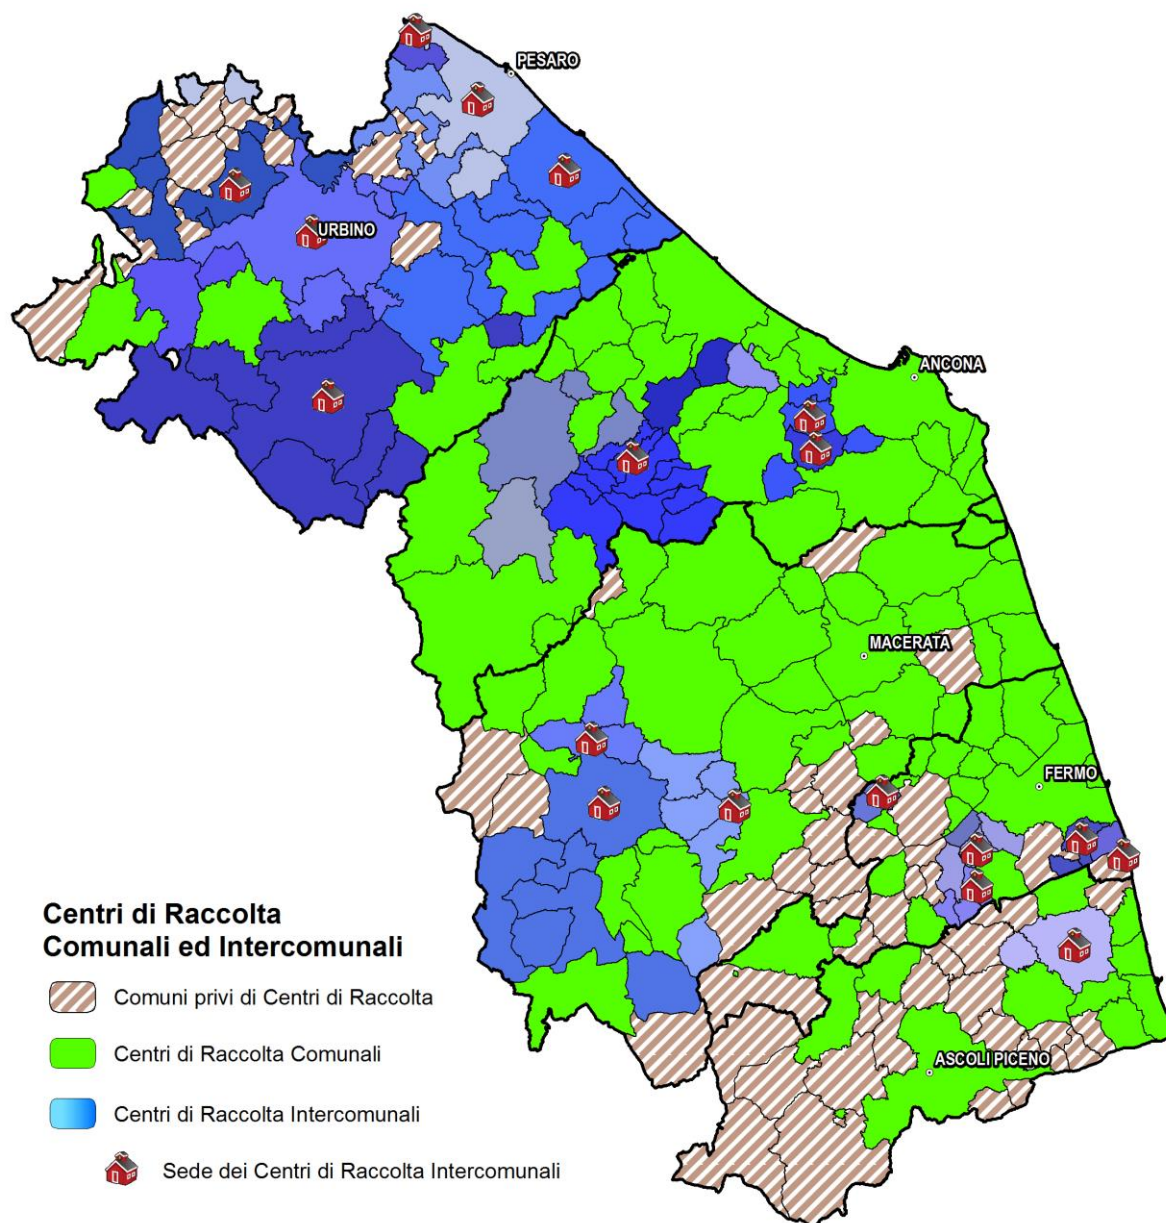 PESARO
URBINO
ANCONA
MACERATA
FERMO
ASCOLI PICENO
Centri di Raccolta
Comunali ed Intercomunali
Comuni privi di Centri di Raccolta
Centri di Raccolta Comunali
Centri di Raccolta Intercomunali
Sede dei Centri di Raccolta Intercomunali